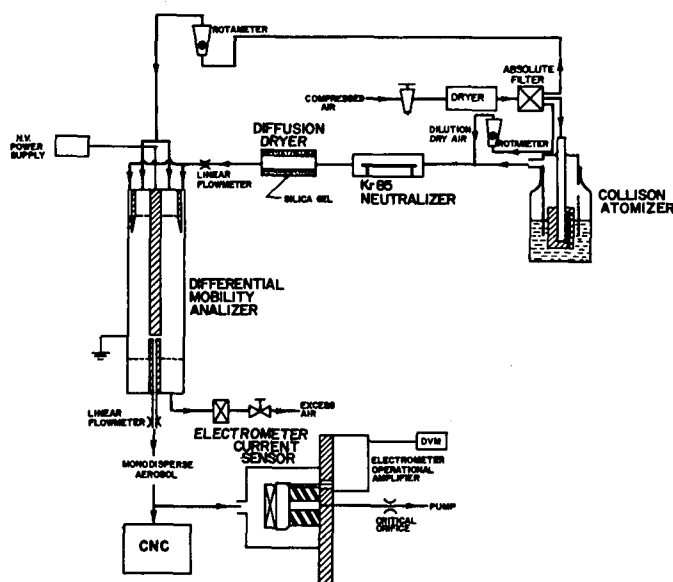 ROTAMETER
ABSOLUTE
FILTER
COMPRESSED
AIR
DRYER
H.V.
POWER
SUPPLY
DIFFUSION
DRYER
DILUTION
DRY AIR
ROTAMETER
LINEAR
FLOWMETER
SILICA GEL
Kr 85
NEUTRALIZER
COLLISON
ATOMIZER
DIFFERENTIAL
MOBILITY
ANALIZER
LINEAR
FLOWMETER
EXCESS
AIR
ELECTROMETER
CURRENT
SENSOR
DVM
MONODISPERSE
AEROSOL
ELECTROMETER
OPERATIONAL
AMPLIFIER
PUMP
CRITICAL
ORIFICE
CNC